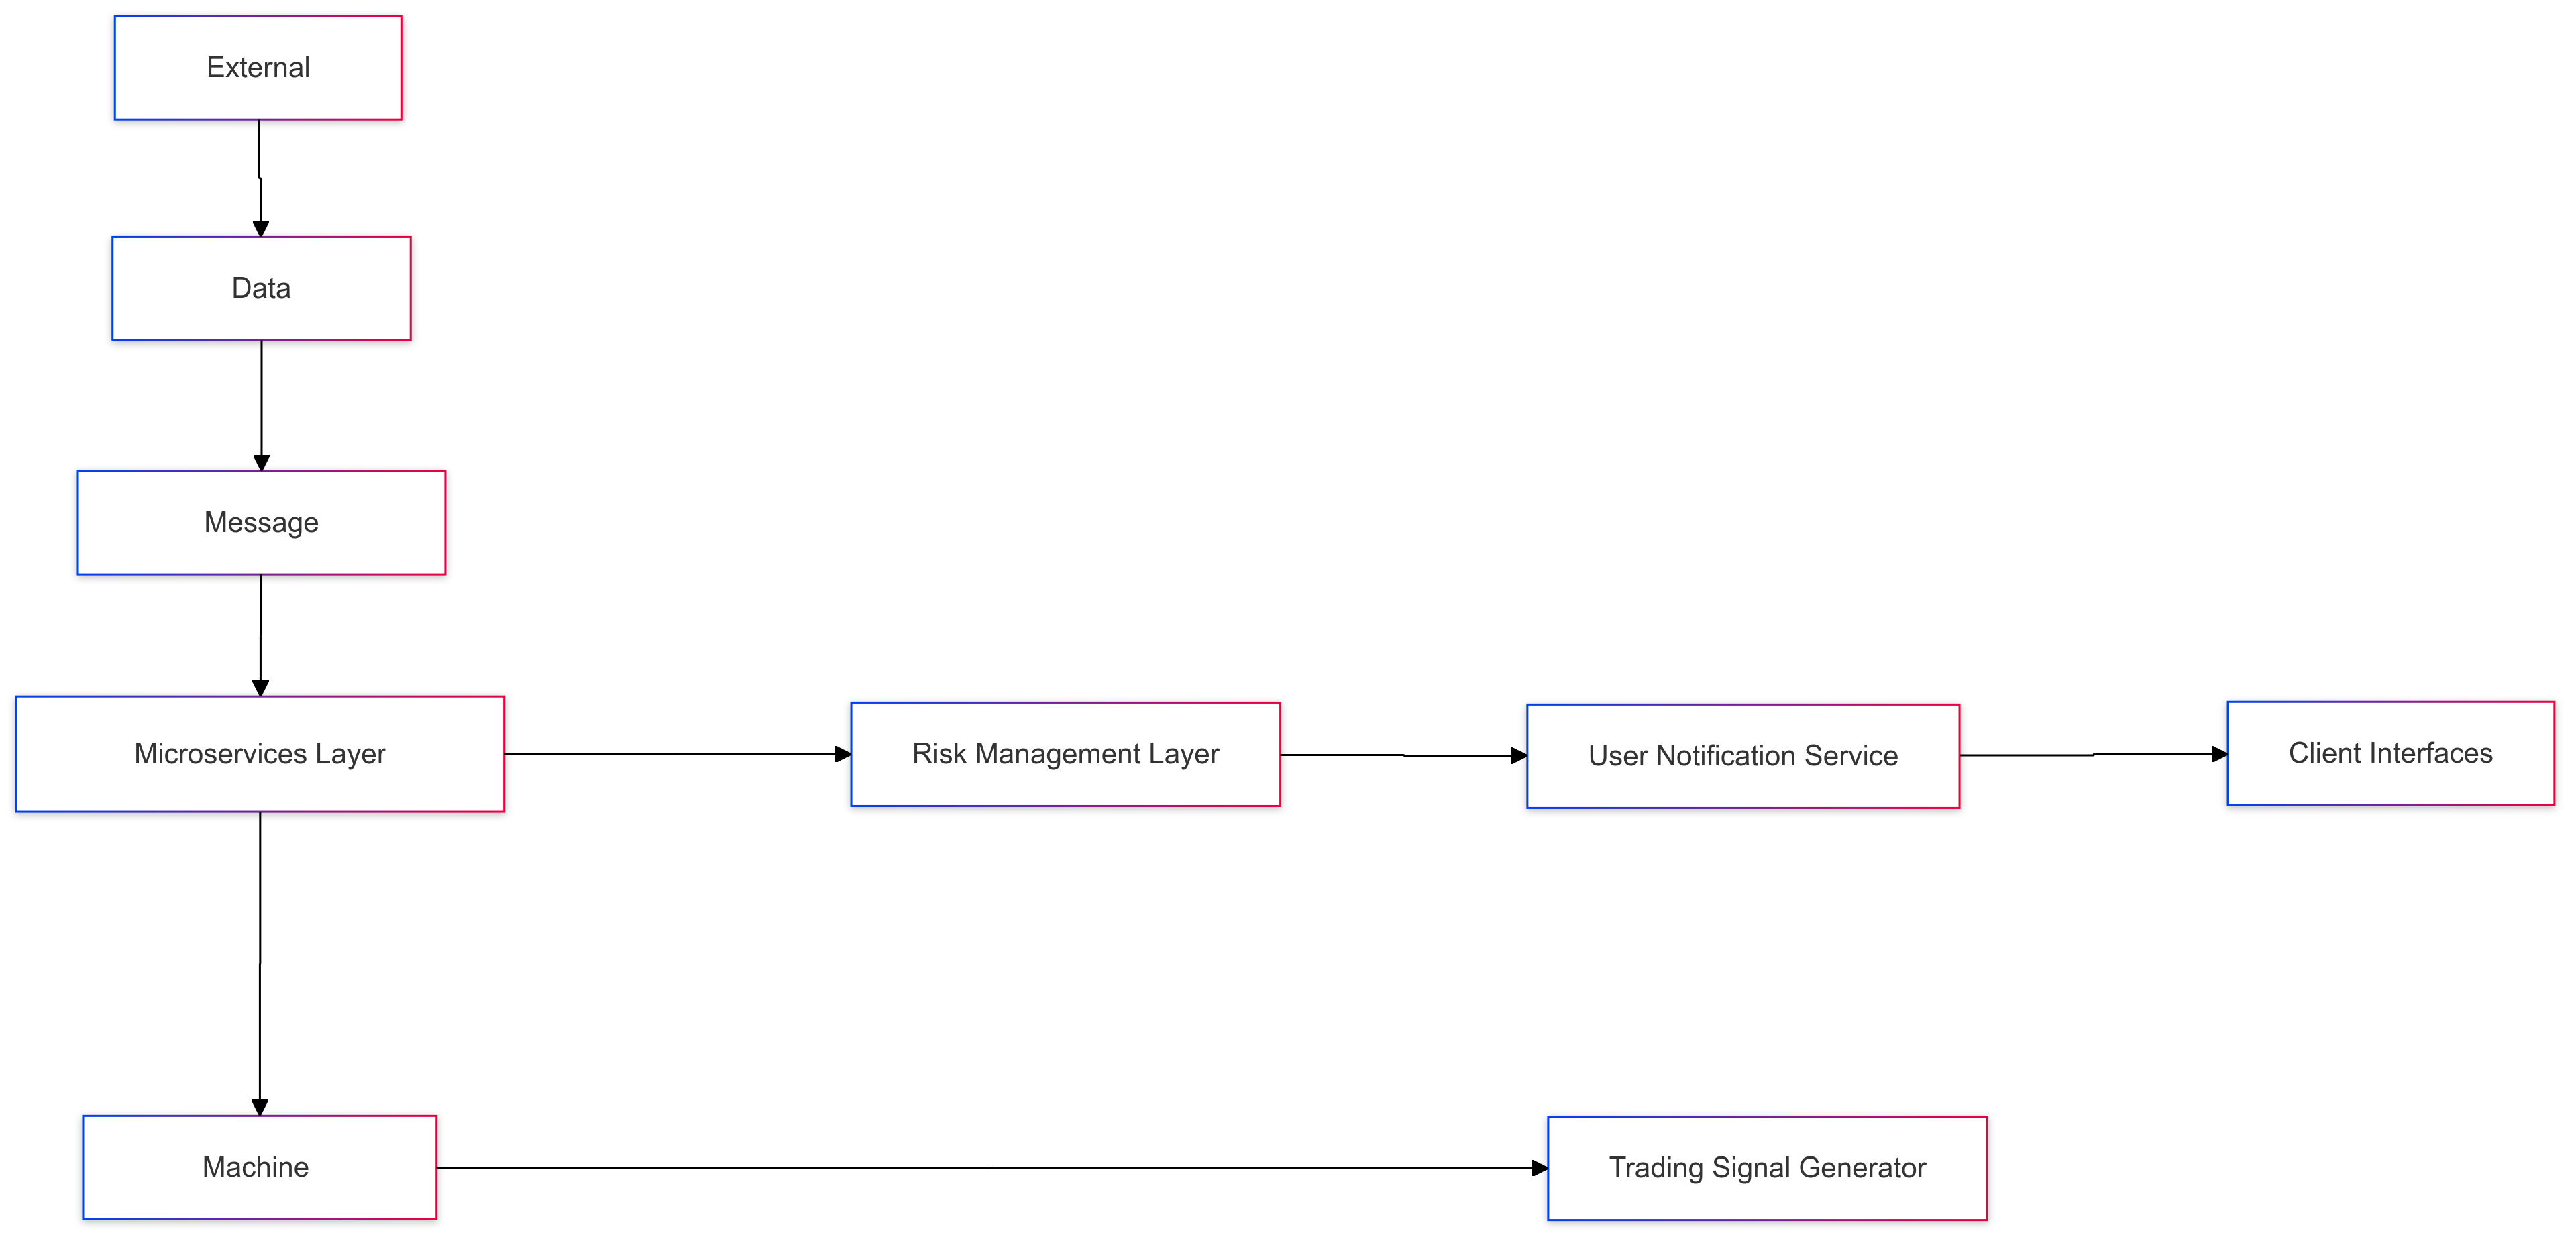 External
Data
Message
Microservices Layer
Risk Management Layer
User Notification Service
Client Interfaces
Machine
Trading Signal Generator